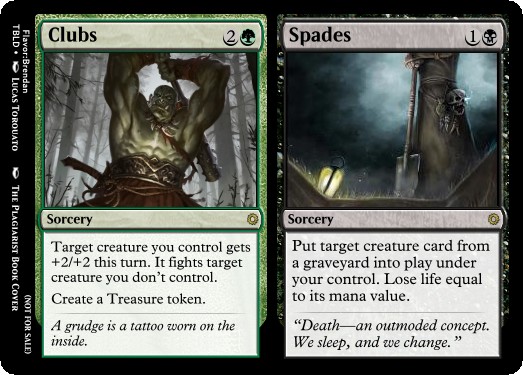 Clubs 2
Sorcery
Target creature you control gets
+2/+2 this turn. It fights target
creature you don't control.
Create a Treasure token.
A grudge is a tattoo worn on the
inside.
Spades 1
Sorcery
Put target creature card from
a graveyard into play under
your control. Lose life equal
to its mana value.
“Death—an outmoded concept.
We sleep, and we change.”
Flavor:Brendan
TBLD • LUCAS TORQUATO THE PLAGIARIST BOOK COVER
(NOT FOR SALE)